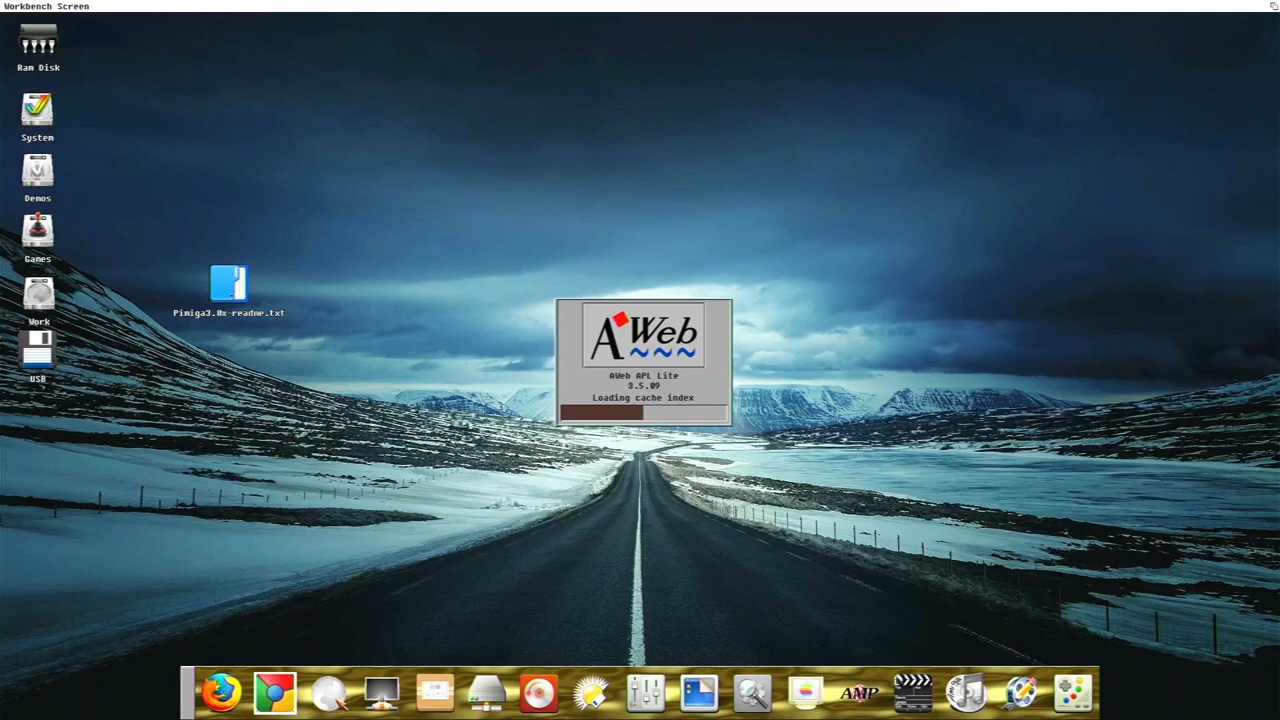 Workbench Screen
Ram Disk
System
Demos
Games
Work
USB
Pimiga3.0x-readme.txt
AWeb
AWeb APL Lite
3.5.09
Loading cache index
AMP